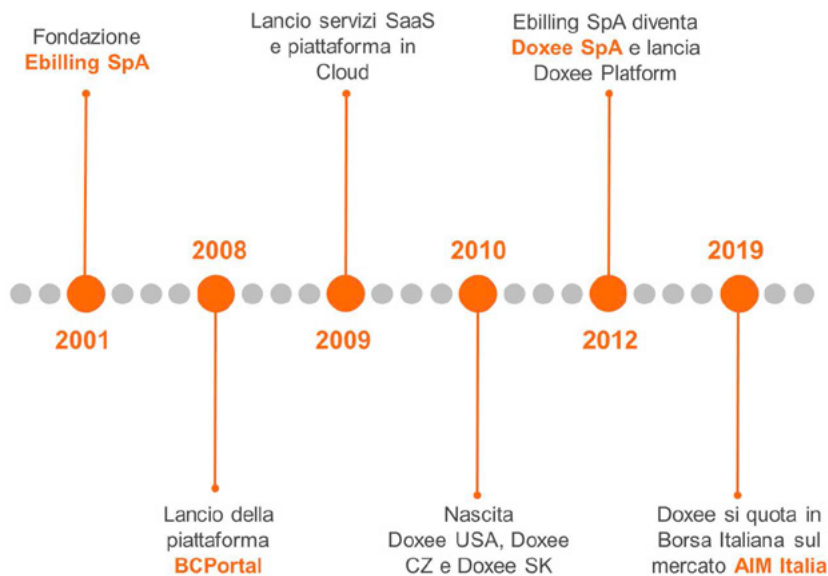 Fondazione
Ebilling SpA
2001
2008
Lancio della
piattaforma
BCPortal
Lancio servizi SaaS
e piattaforma in
Cloud
2009
2010
Nascita
Doxee USA, Doxee
CZ e Doxee SK
Ebilling SpA diventa
Doxee SpA e lancia
Doxee Platform
2012
2019
Doxee si quota in
Borsa Italiana sul
mercato AIM Italia